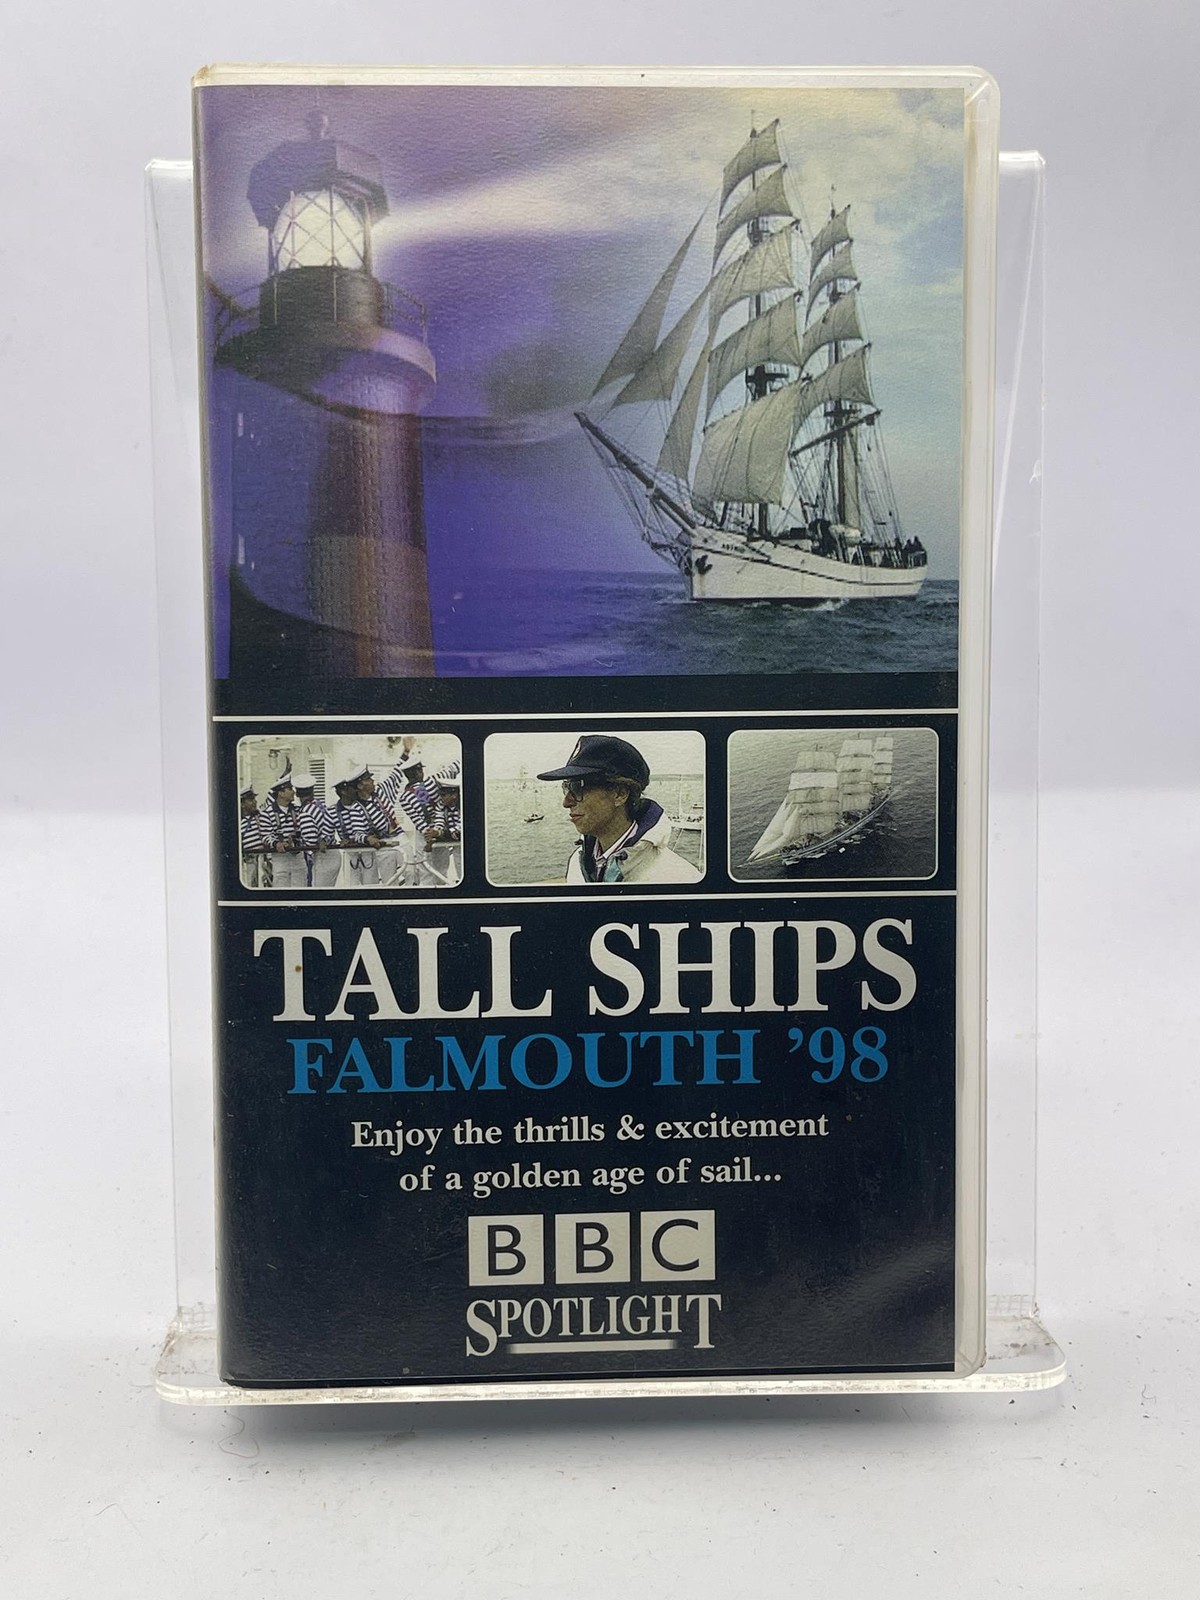 TALL SHIPS
FALMOUTH ’98
Enjoy the thrills & excitement
of a golden age of sail...
BBC
SPOTLIGHT